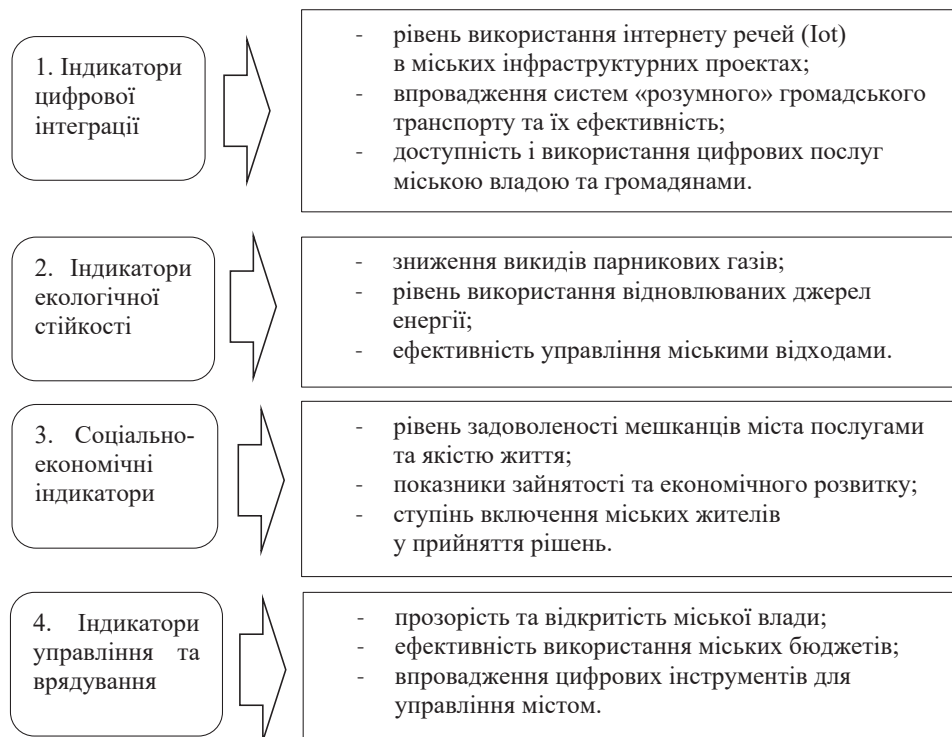 1. Індикатори
цифрової
інтеграції
- рівень використання інтернету речей (Iot)
в міських інфраструктурних проектах;
- впровадження систем «розумного» громадського
транспорту та їх ефективність;
- доступність і використання цифрових послуг
міською владою та громадянами.
2. Індикатори
екологічної
стійкості
- зниження викидів парникових газів;
- рівень використання відновлюваних джерел
енергії;
- ефективність управління міськими відходами.
3. Соціально-
економічні
індикатори
- рівень задоволеності мешканців міста послугами
та якістю життя;
- показники зайнятості та економічного розвитку;
- ступінь включення міських жителів
у прийняття рішень.
4. Індикатори
управління та
врядування
- прозорість та відкритість міської влади;
- ефективність використання міських бюджетів;
- впровадження цифрових інструментів для
управління містом.